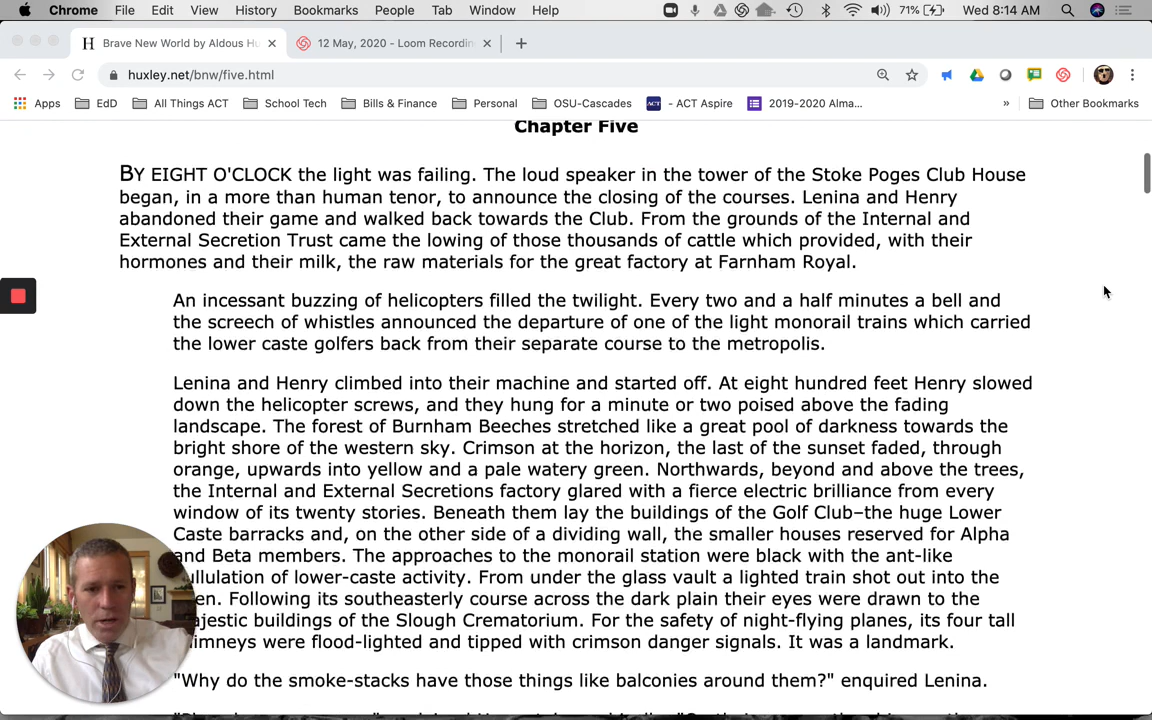 Chrome File Edit View History Bookmarks People Tab Window Help 71% Wed 8:14 AM
H Brave New World by Aldous Hu 12 May, 2020 - Loom Recordin
huxley.net/bnw/five.html
Apps EdD All Things ACT School Tech Bills & Finance Personal OSU-Cascades ACT - ACT Aspire 2019-2020 Alma... » Other Bookmarks
Chapter Five
BY EIGHT O'CLOCK the light was failing. The loud speaker in the tower of the Stoke Poges Club House
began, in a more than human tenor, to announce the closing of the courses. Lenina and Henry
abandoned their game and walked back towards the Club. From the grounds of the Internal and
External Secretion Trust came the lowing of those thousands of cattle which provided, with their
hormones and their milk, the raw materials for the great factory at Farnham Royal.
An incessant buzzing of helicopters filled the twilight. Every two and a half minutes a bell and
the screech of whistles announced the departure of one of the light monorail trains which carried
the lower caste golfers back from their separate course to the metropolis.
Lenina and Henry climbed into their machine and started off. At eight hundred feet Henry slowed
down the helicopter screws, and they hung for a minute or two poised above the fading
landscape. The forest of Burnham Beeches stretched like a great pool of darkness towards the
bright shore of the western sky. Crimson at the horizon, the last of the sunset faded, through
orange, upwards into yellow and a pale watery green. Northwards, beyond and above the trees,
the Internal and External Secretions factory glared with a fierce electric brilliance from every
window of its twenty stories. Beneath them lay the buildings of the Golf Club–the huge Lower
Caste barracks and, on the other side of a dividing wall, the smaller houses reserved for Alpha
and Beta members. The approaches to the monorail station were black with the ant-like
ullulation of lower-caste activity. From under the glass vault a lighted train shot out into the
en. Following its southeasterly course across the dark plain their eyes were drawn to the
ajestic buildings of the Slough Crematorium. For the safety of night-flying planes, its four tall
himneys were flood-lighted and tipped with crimson danger signals. It was a landmark.
"Why do the smoke-stacks have those things like balconies around them?" enquired Lenina.